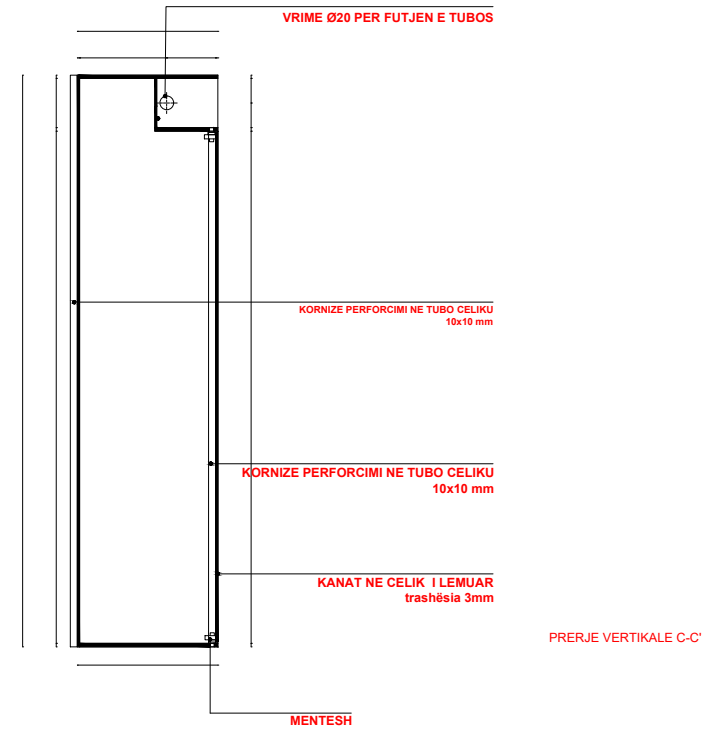 VRIME Ø20 PER FUTJEN E TUBOS
KORNIZE PERFORCIMI NE TUBO CELIKU
10x10 mm
KORNIZE PERFORCIMI NE TUBO CELIKU
10x10 mm
KANAT NE CELIK I LEMUAR
trashësia 3mm
PRERJE VERTIKALE C-C'
MENTESH